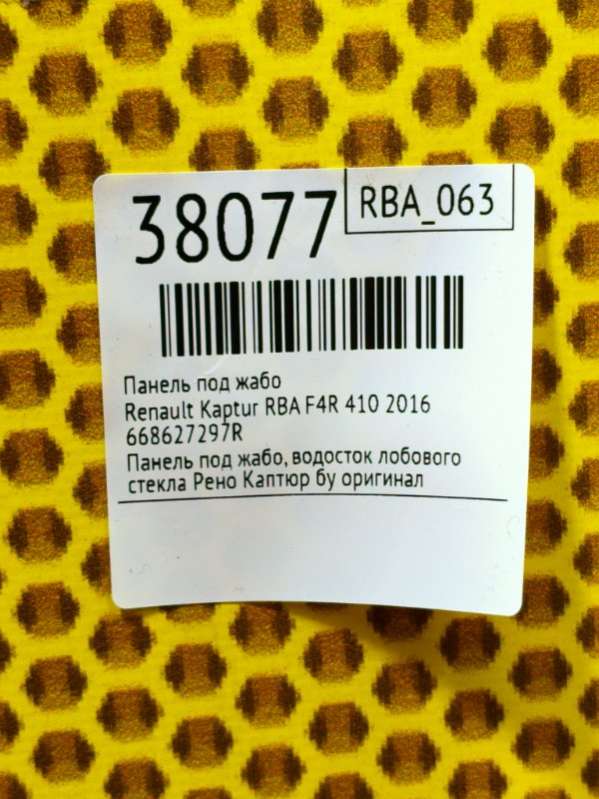 38077
RBA_063
Панель под жабо
Renault Kaptur RBA F4R 410 2016
668627297R
Панель под жабо, водосток лобового
стекла Рено Каптюр бу оригинал